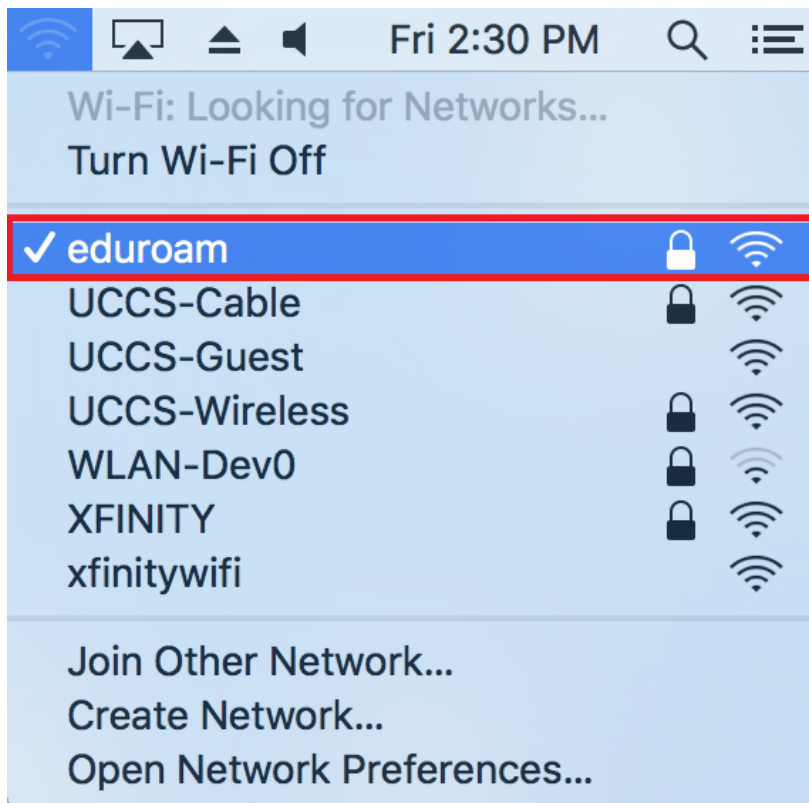 Fri 2:30 PM
Wi-Fi: Looking for Networks...
Turn Wi-Fi Off
eduroam
UCCS-Cable
UCCS-Guest
UCCS-Wireless
WLAN-Dev0
XFINITY
xfinitywifi
Join Other Network...
Create Network...
Open Network Preferences...